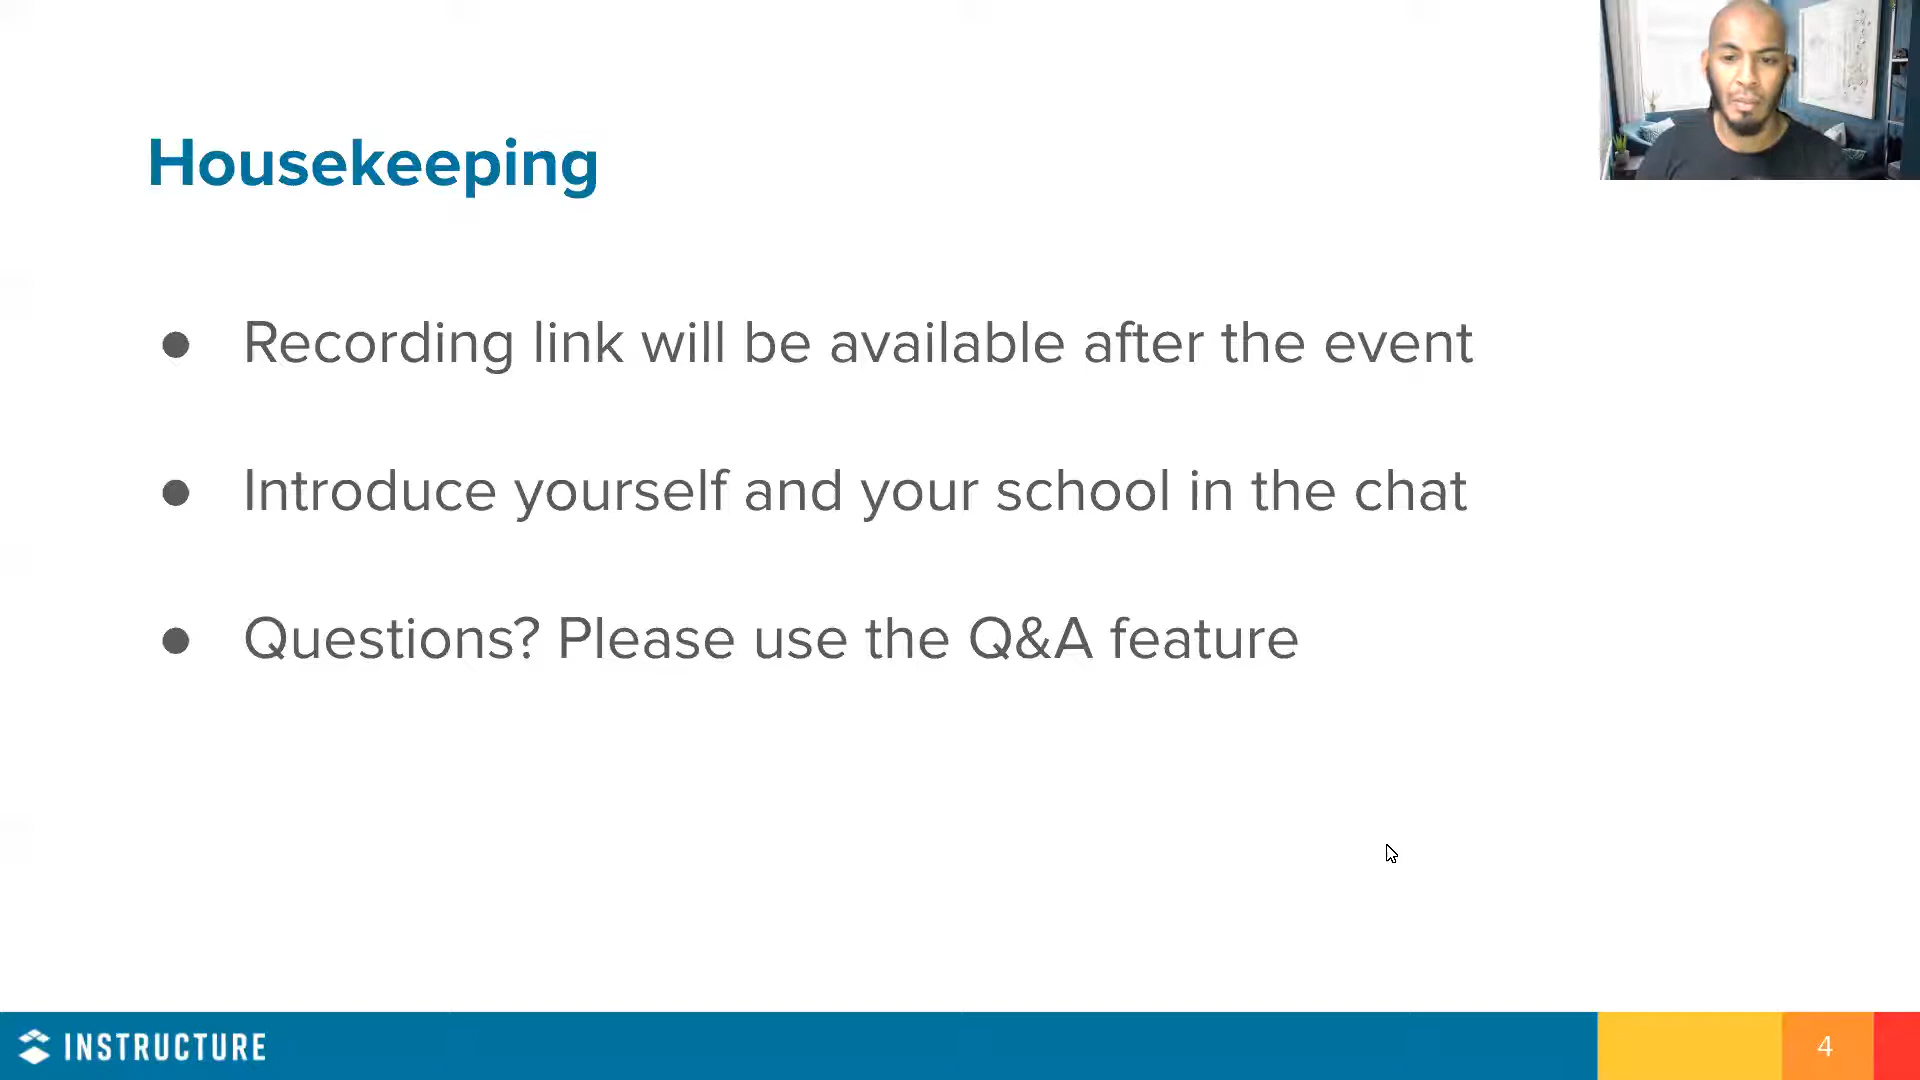 Housekeeping
● Recording link will be available after the event
● Introduce yourself and your school in the chat
● Questions? Please use the Q&A feature
INSTRUCTURE
4